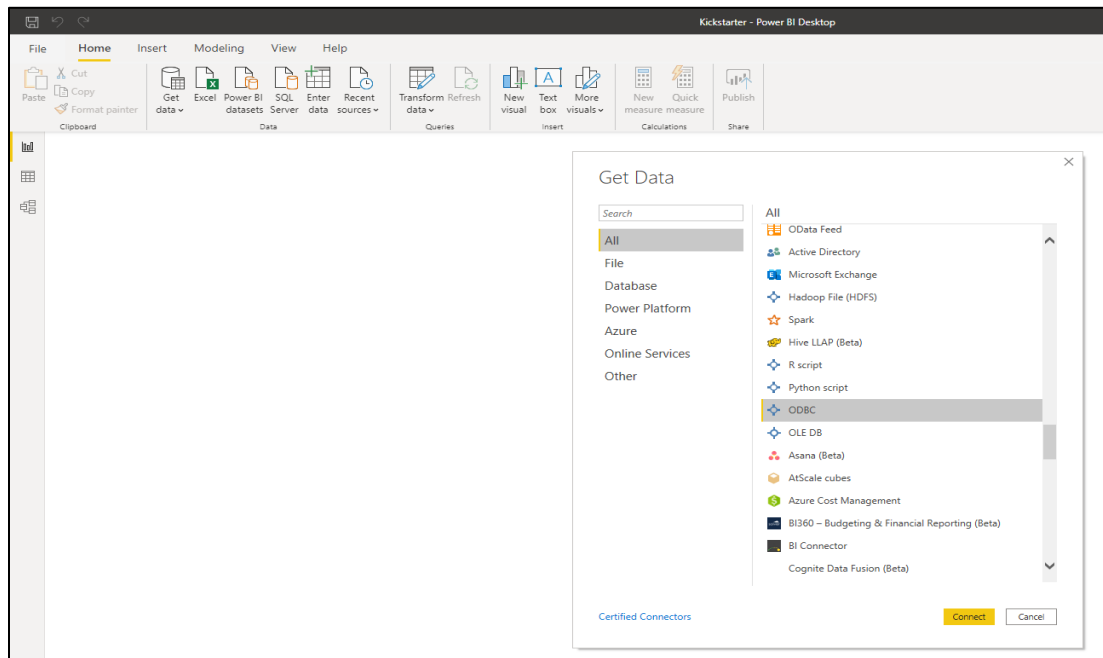 Kickstarter - Power BI Desktop
File Home Insert Modeling View Help
Paste
Cut
Copy
Format painter
Clipboard
Get data
Excel
Power BI datasets
SQL Server
Enter data
Recent sources
Data
Transform data
Refresh
Queries
New visual
Text box
More visuals
Insert
New measure
Quick measure
Calculations
Publish
Share
Get Data
Search
All
File
Database
Power Platform
Azure
Online Services
Other
All
OData Feed
Active Directory
Microsoft Exchange
Hadoop File (HDFS)
Spark
Hive LLAP (Beta)
R script
Python script
ODBC
OLE DB
Asana (Beta)
AtScale cubes
Azure Cost Management
BI360 – Budgeting & Financial Reporting (Beta)
BI Connector
Cognite Data Fusion (Beta)
Certified Connectors
Connect
Cancel